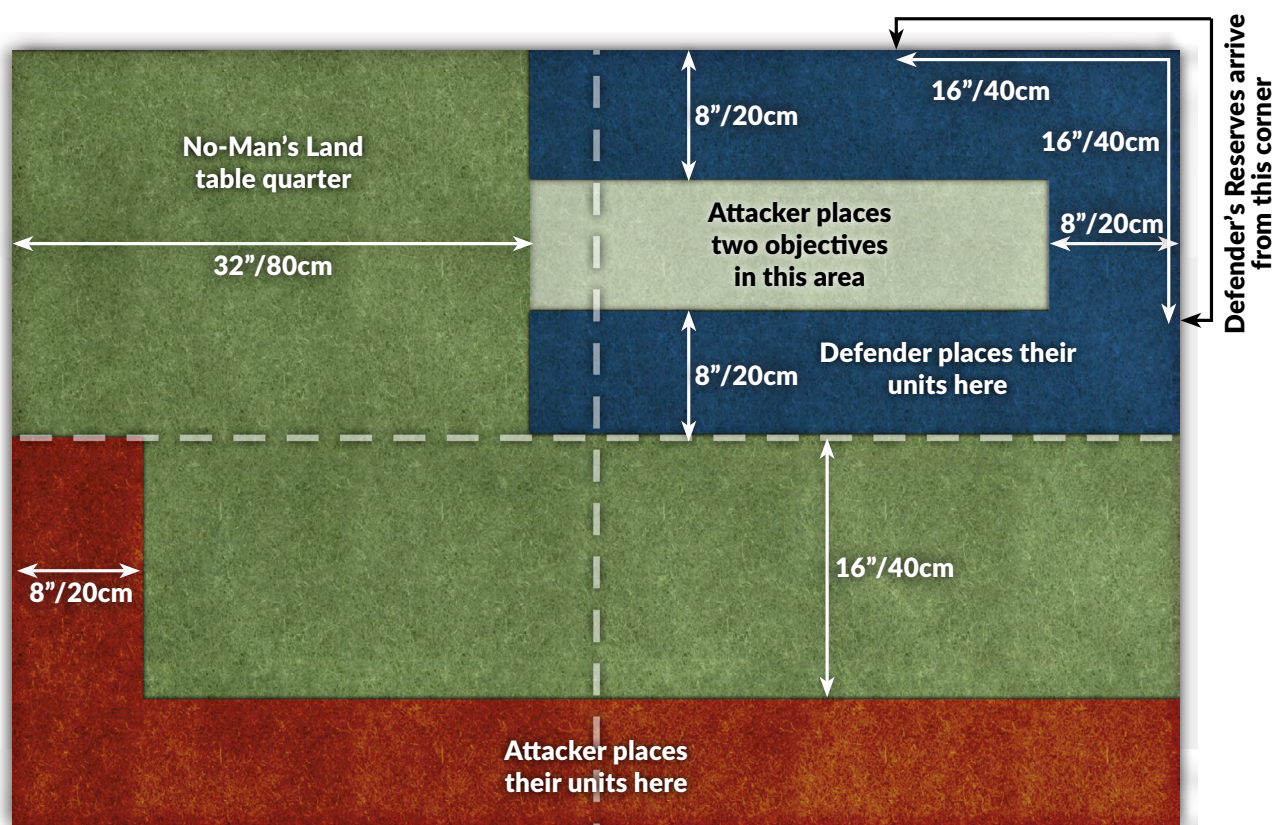 16”/40cm
8”/20cm
16”/40cm
No-Man’s Land
table quarter
Attacker places
two objectives
in this area
8”/20cm
32”/80cm
Defender’s Reserves arrive
from this corner
Defender places their
units here
8”/20cm
16”/40cm
8”/20cm
Attacker places
their units here